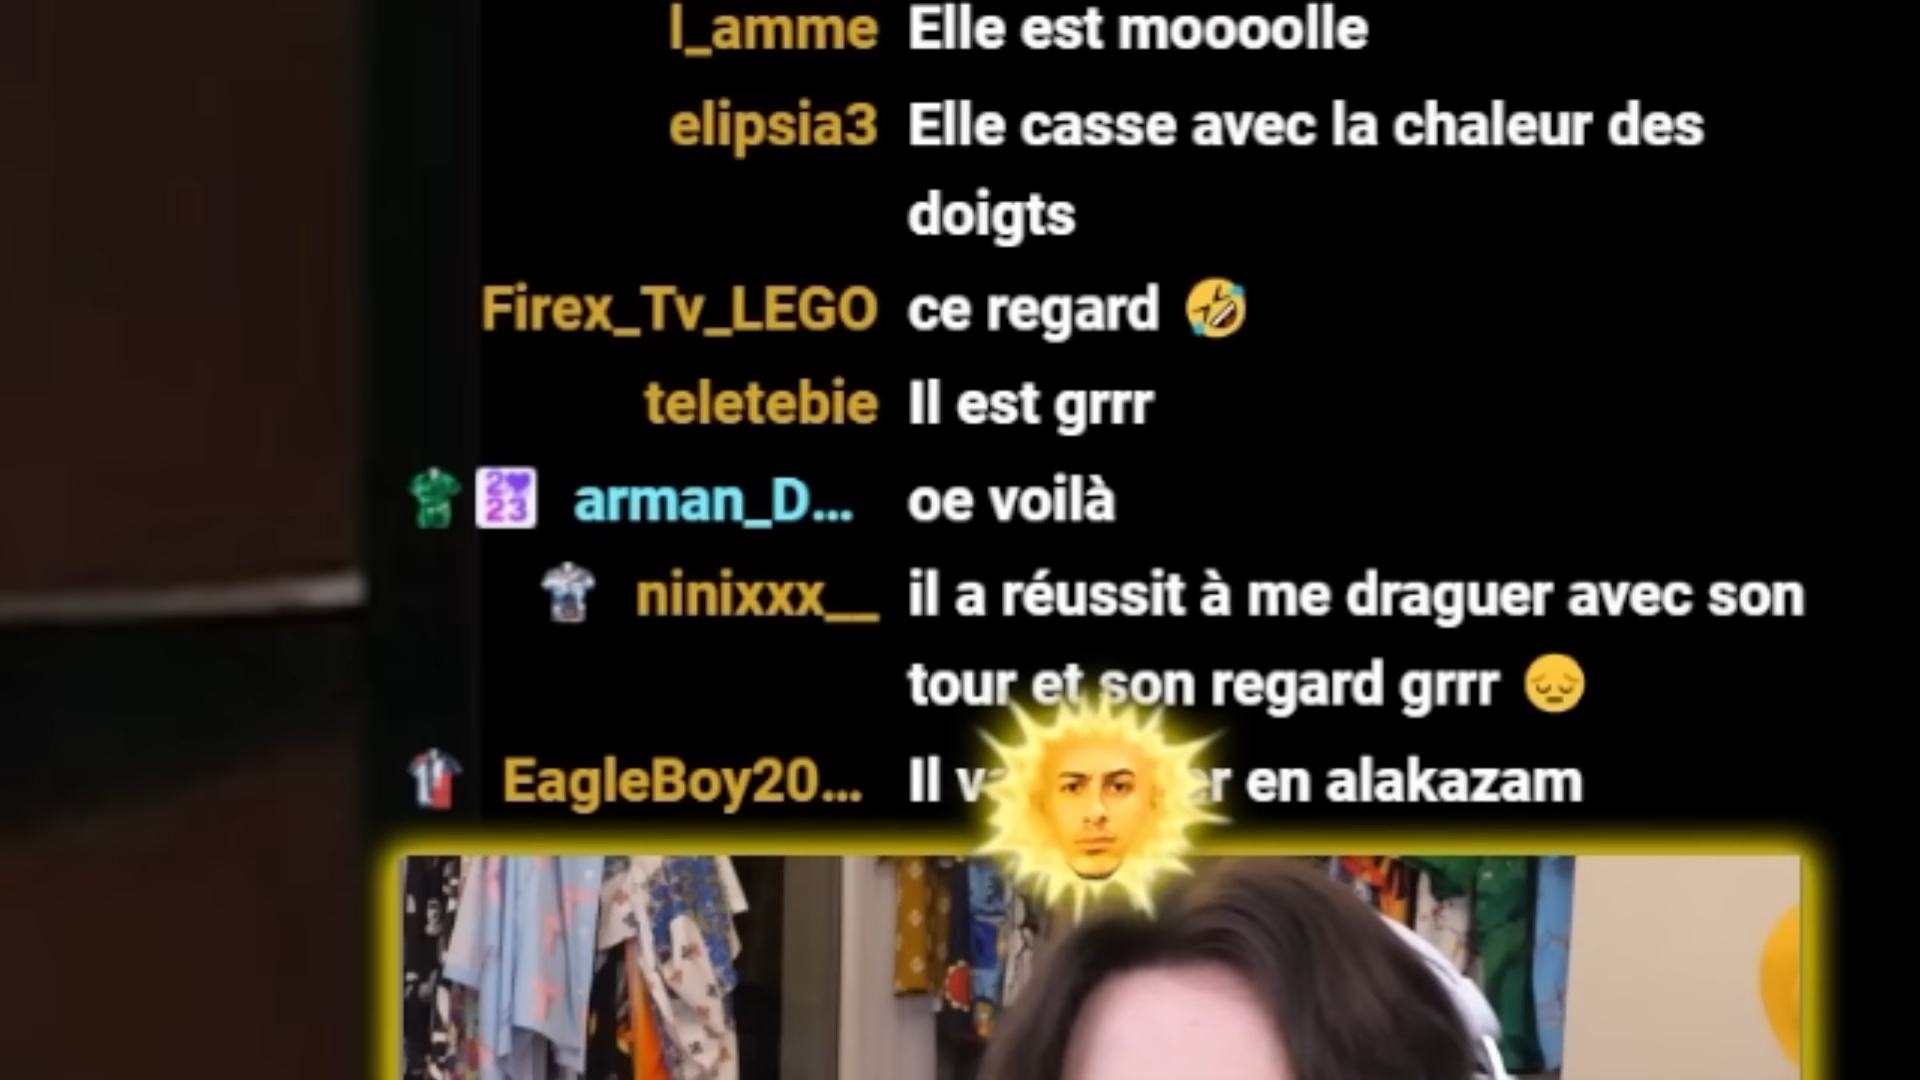 l_amme Elle est moooolle
elipsia3 Elle casse avec la chaleur des
doigts
Firex_Tv_LEGO ce regard 🤣
teletebie Il est grrr
2023 arman_D... oe voilà
ninixxx__ il a réussit à me draguer avec son
tour et son regard grrr 😔
EagleBoy20... Il en alakazam